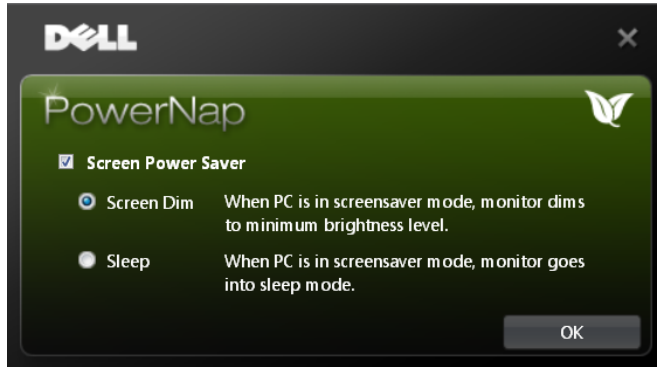 DELL
PowerNap
Screen Power Saver
Screen Dim When PC is in screensaver mode, monitor dims
to minimum brightness level.
Sleep When PC is in screensaver mode, monitor goes
into sleep mode.
OK